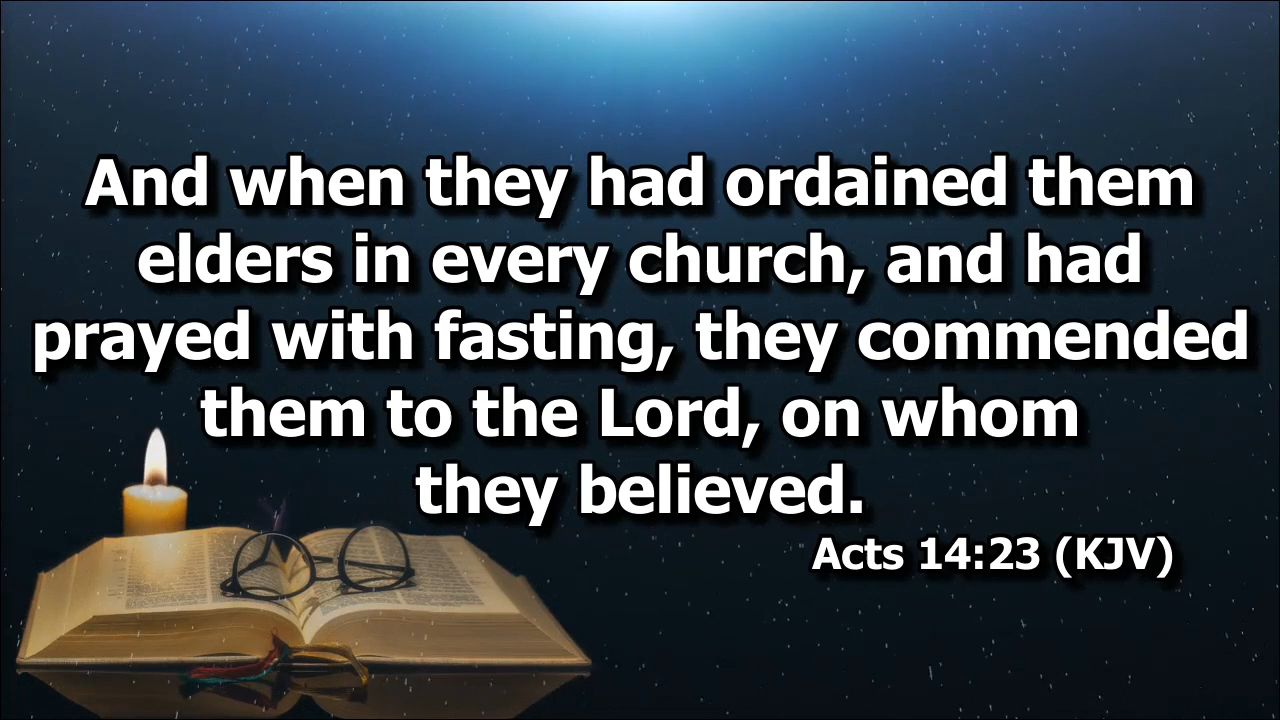 And when they had ordained them
elders in every church, and had
prayed with fasting, they commended
them to the Lord, on whom
they believed.
Acts 14:23 (KJV)